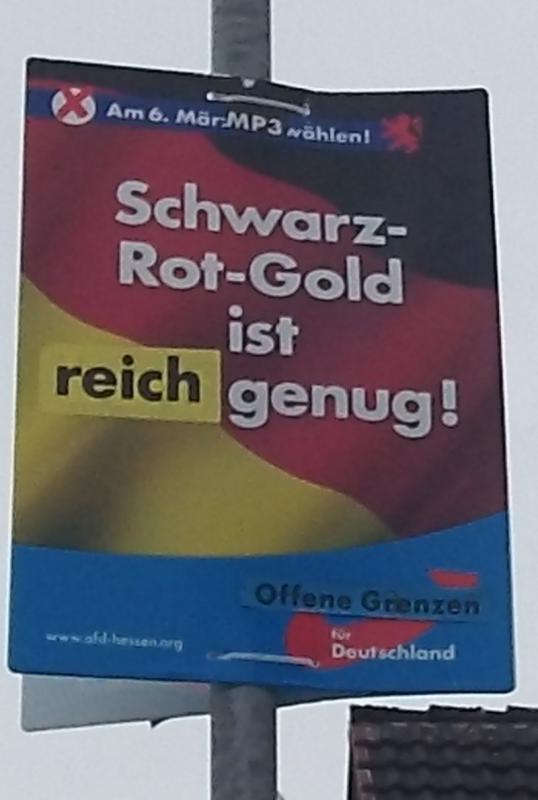 Am 6. Mär:MP3 wählen!
Schwarz-
Rot-Gold
ist
reich genug!
Offene Grenzen
für
Deutschland
www.afd-hessen.org